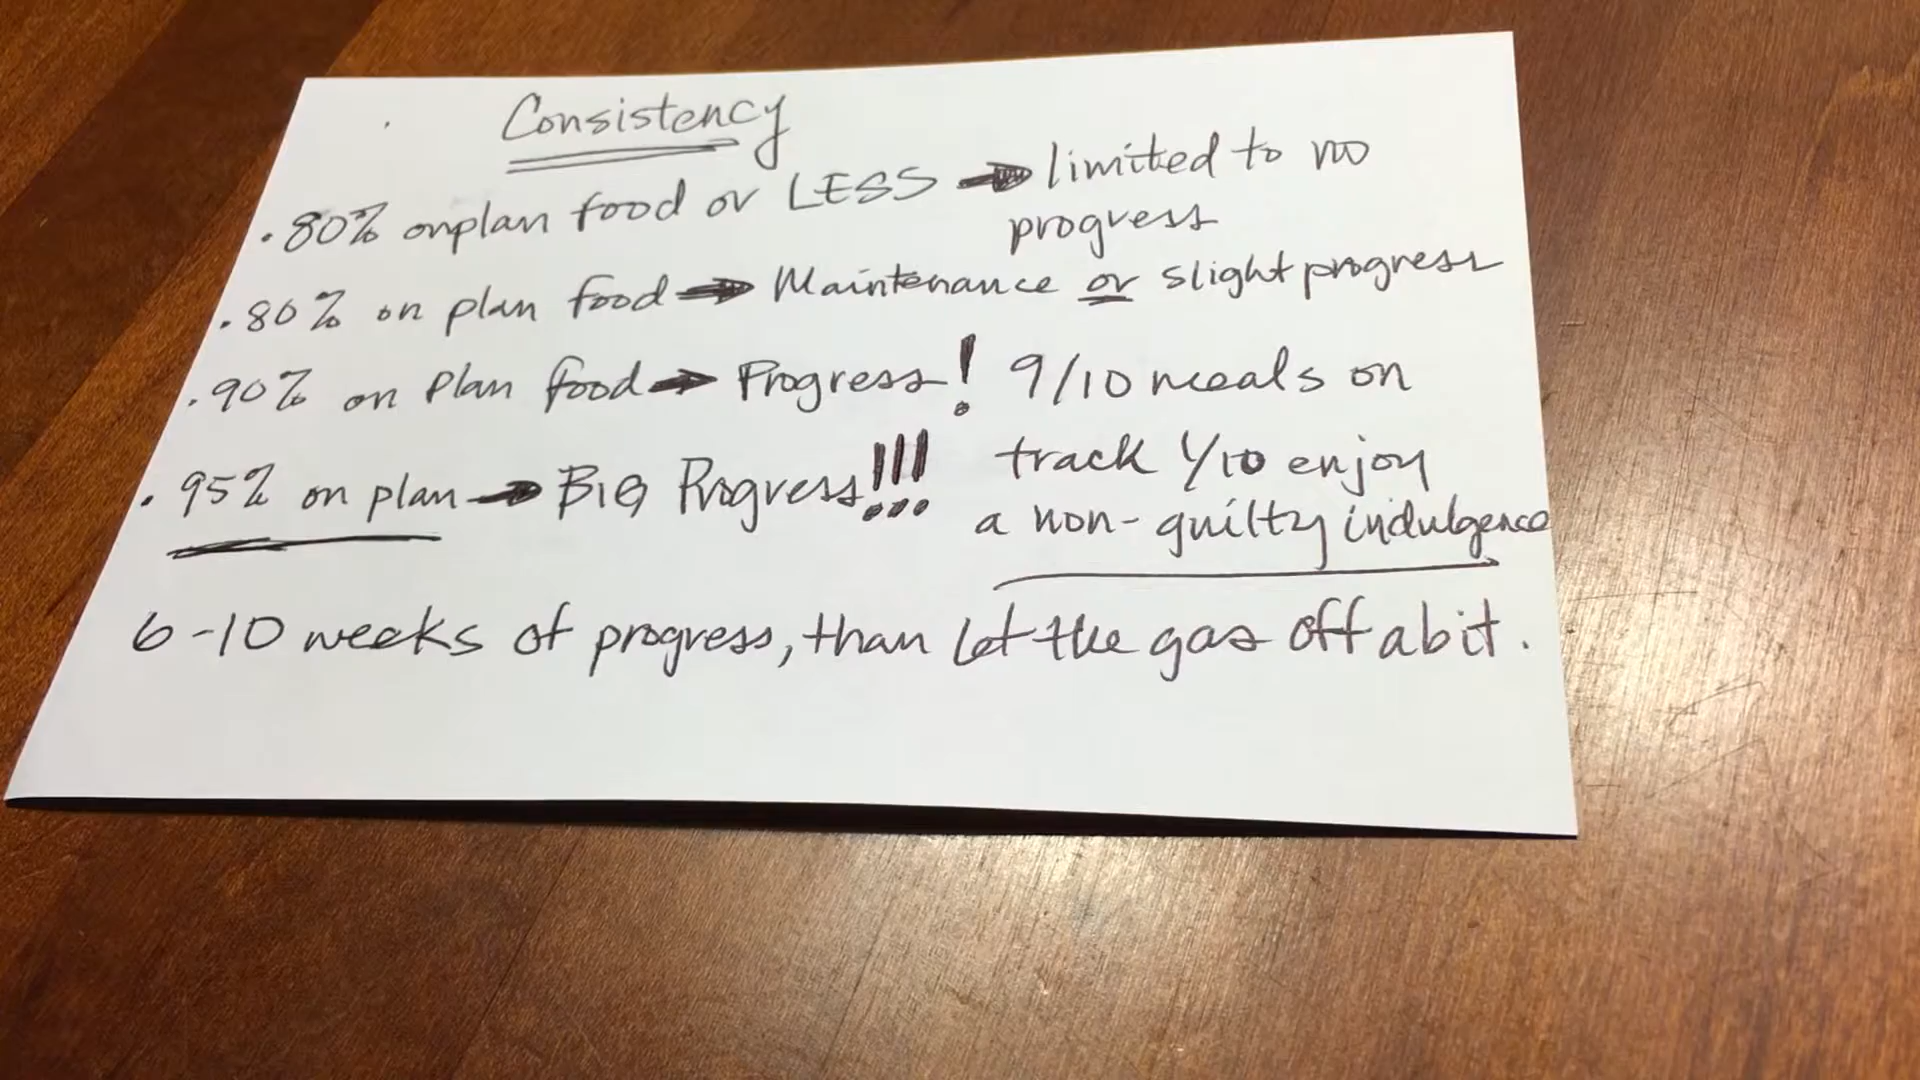 Consistency
.80% onplan food or LESS → limited to no
progress
.80% on plan food → Maintenance or slight progress
.90% on Plan food → Progress! 9/10 meals on
track 1/10 enjoy
. 95% on plan → BIG Progress!!!
a non-guilty indulgence
6-10 weeks of progress, than let the gas off a bit.